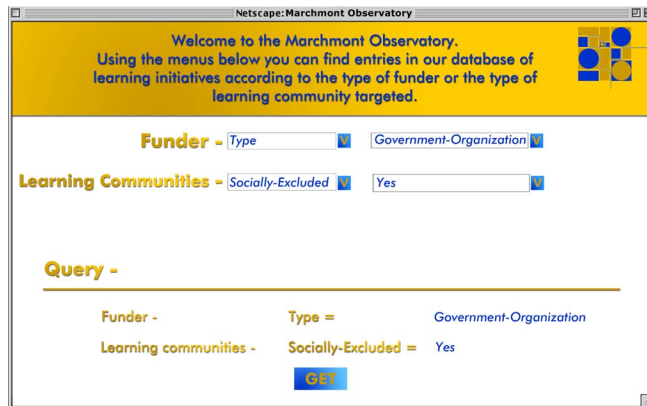 Netscape: Marchmont Observatory
Welcome to the Marchmont Observatory.
Using the menus below you can find entries in our database of
learning initiatives according to the type of funder or the type of
learning community targeted.
Funder - Type V Government-Organization V
Learning Communities - Socially-Excluded V Yes V
Query -
Funder - Type = Government-Organization
Learning communities - Socially-Excluded = Yes
GET